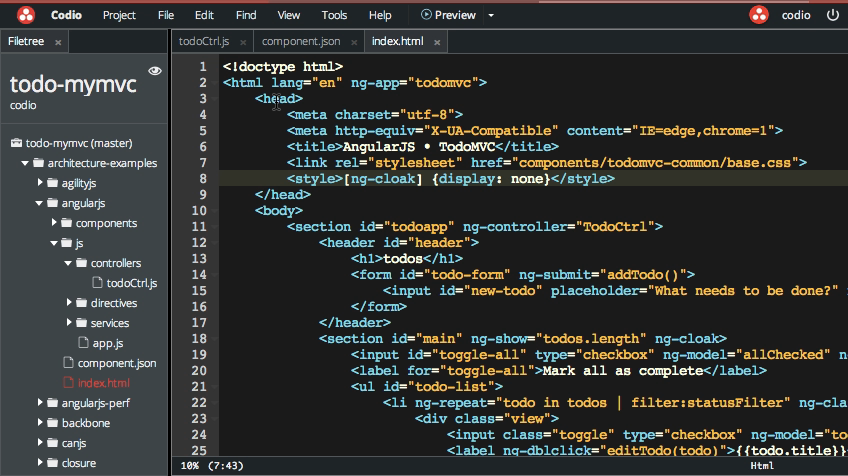 Codio Project File Edit Find View Tools Help Preview codio
Filetree × todoCtrl.js × component.json × index.html ×
todo-mymvc
codio
todo-mymvc (master)
architecture-examples
agilityjs
angularjs
components
js
controllers
todoCtrl.js
directives
services
app.js
component.json
index.html
angularjs-perf
backbone
canjs
closure
1 <!doctype html>
2 <html lang="en" ng-app="todomvc">
3 <head>
4 <meta charset="utf-8">
5 <meta http-equiv="X-UA-Compatible" content="IE=edge,chrome=1">
6 <title>AngularJS • TodoMVC</title>
7 <link rel="stylesheet" href="components/todomvc-common/base.css">
8 <style>[ng-cloak] {display: none}</style>
9 </head>
10 <body>
11 <section id="todoapp" ng-controller="TodoCtrl">
12 <header id="header">
13 <h1>todos</h1>
14 <form id="todo-form" ng-submit="addTodo()">
15 <input id="new-todo" placeholder="What needs to be done?"
16 </form>
17 </header>
18 <section id="main" ng-show="todos.length" ng-cloak>
19 <input id="toggle-all" type="checkbox" ng-model="allChecked" n
20 <label for="toggle-all">Mark all as complete</label>
21 <ul id="todo-list">
22 <li ng-repeat="todo in todos | filter:statusFilter" ng-cla
23 <div class="view">
24 <input class="toggle" type="checkbox" ng-model="to
25 <label ng-dblclick="editTodo(todo)">{{todo.title}}
10% (7:43) Html